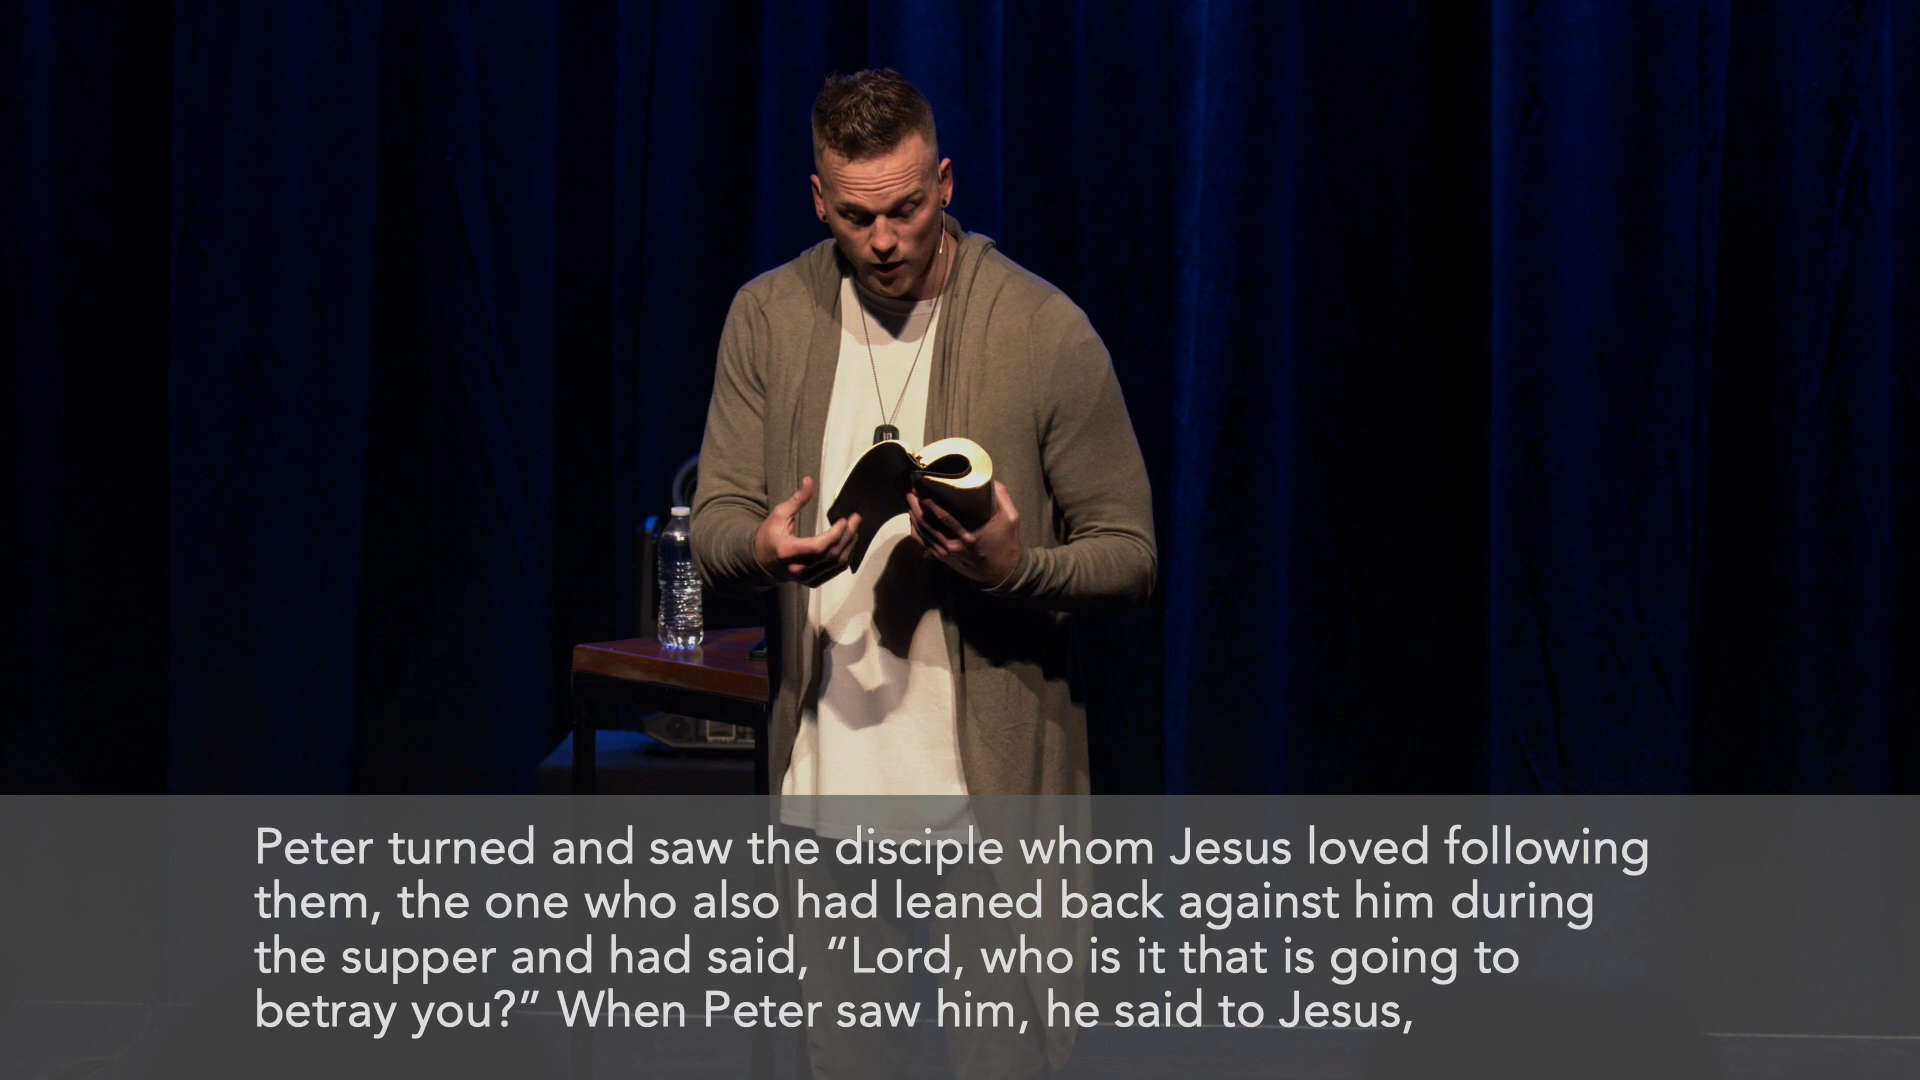 Peter turned and saw the disciple whom Jesus loved following
them, the one who also had leaned back against him during
the supper and had said, “Lord, who is it that is going to
betray you?” When Peter saw him, he said to Jesus,